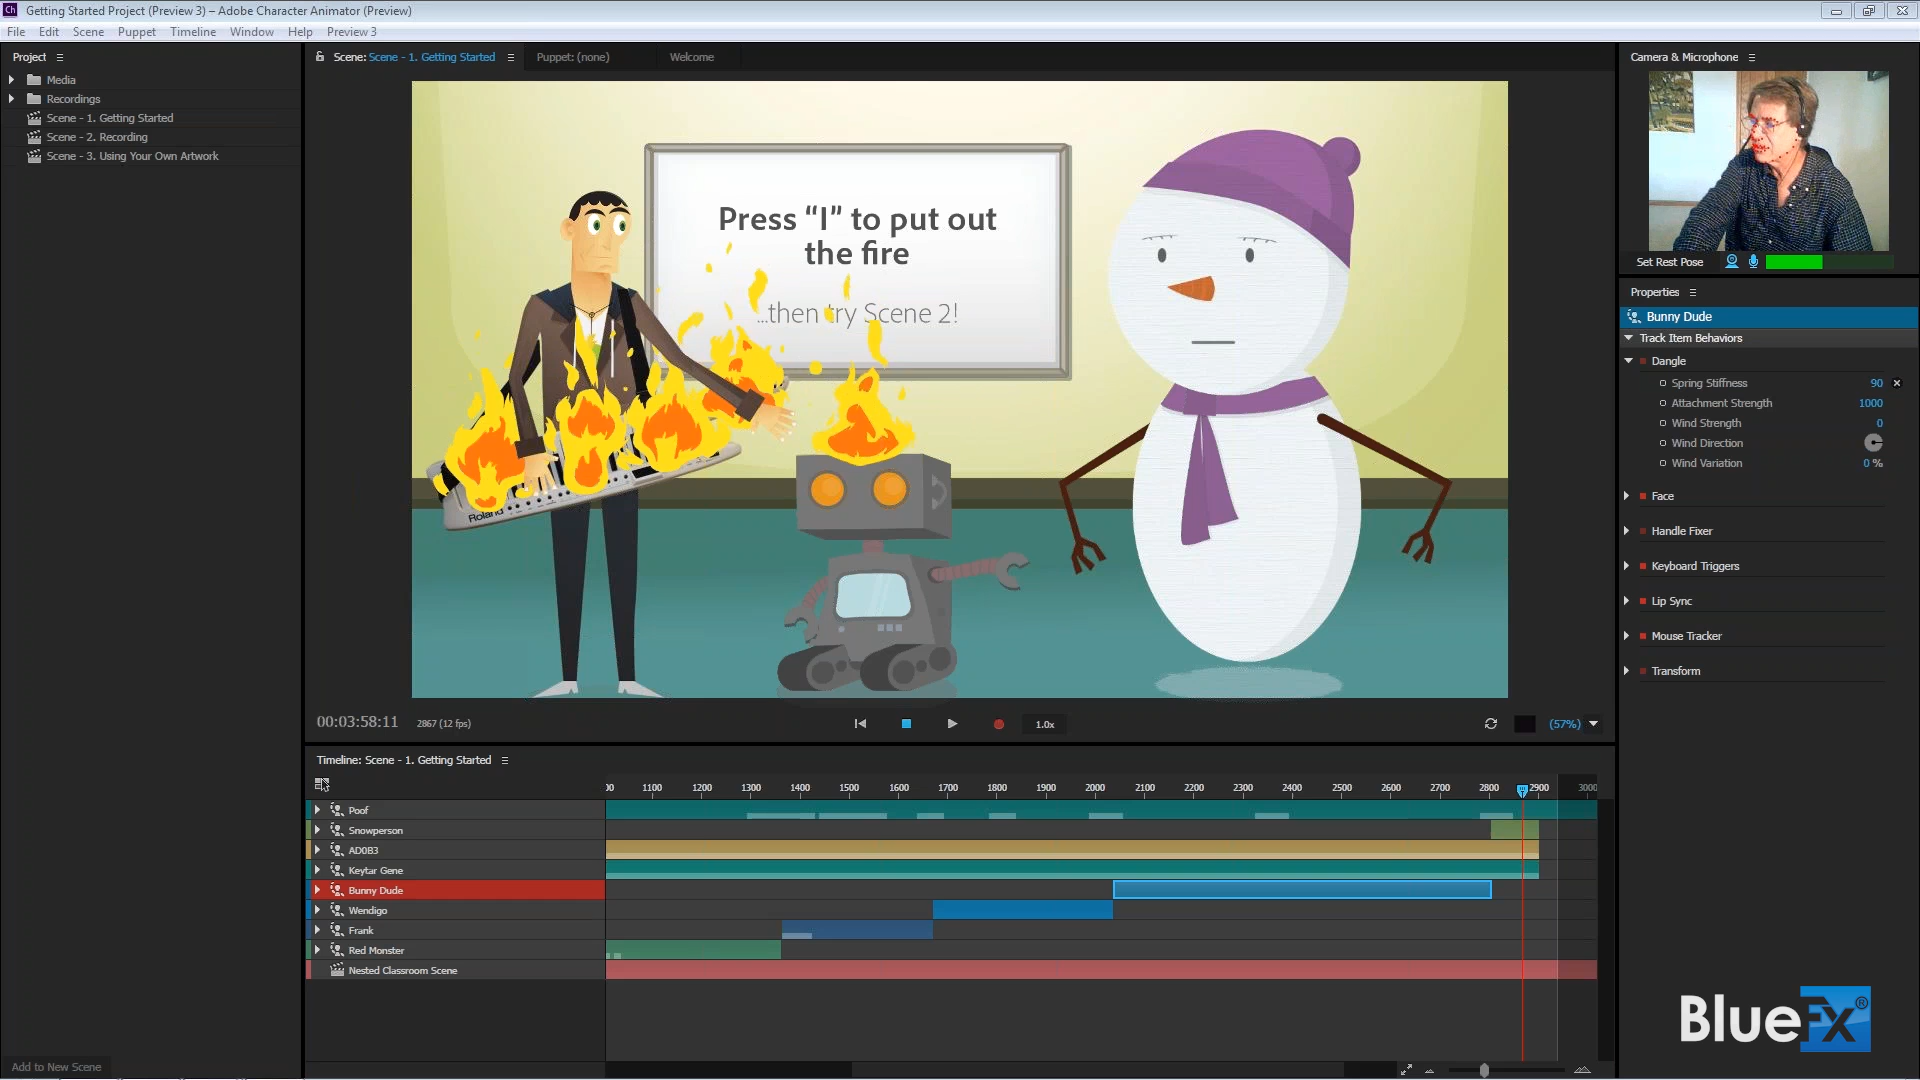 Ch Getting Started Project (Preview 3) – Adobe Character Animator (Preview)
File Edit Scene Puppet Timeline Window Help Preview 3
Project
Media
Recordings
Scene - 1. Getting Started
Scene - 2. Recording
Scene - 3. Using Your Own Artwork
Add to New Scene
Scene: Scene - 1. Getting Started Puppet: (none) Welcome
Press “I” to put out
the fire
...then try Scene 2!
Roland
00:03:58:11 2867 (12 fps) 1.0x (57%)
Timeline: Scene - 1. Getting Started
00 1100 1200 1300 1400 1500 1600 1700 1800 1900 2000 2100 2200 2300 2400 2500 2600 2700 2800 2900 3000
Poof
Snowperson
AD0B3
Keytar Gene
Bunny Dude
Wendigo
Frank
Red Monster
Nested Classroom Scene
Camera & Microphone
Set Rest Pose
Properties
Bunny Dude
Track Item Behaviors
Dangle
Spring Stiffness 90
Attachment Strength 1000
Wind Strength 0
Wind Direction
Wind Variation 0 %
Face
Handle Fixer
Keyboard Triggers
Lip Sync
Mouse Tracker
Transform
BlueFx®